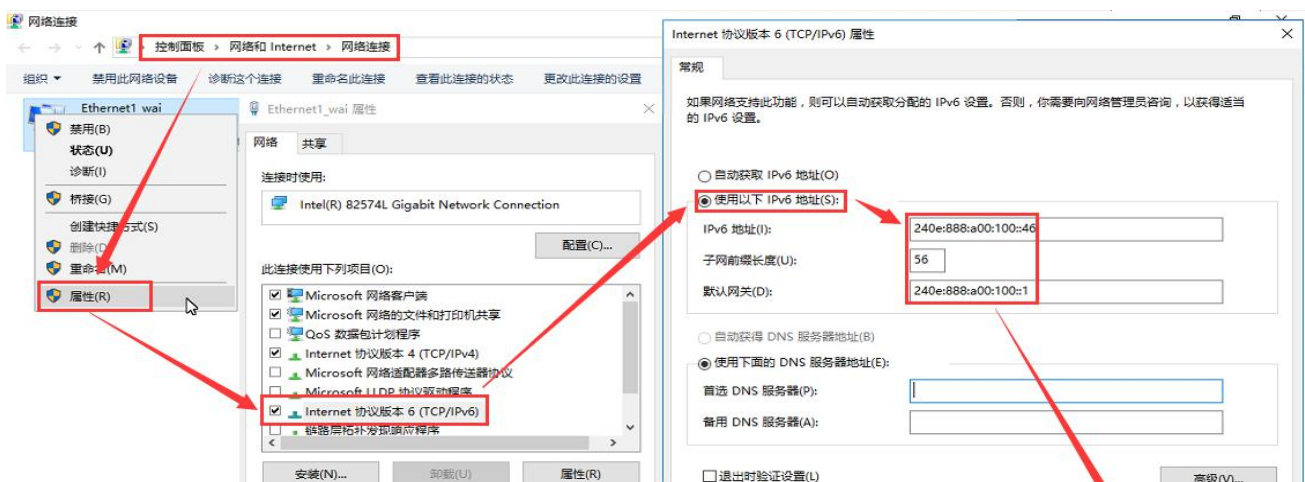 网络连接
控制面板 › 网络和 Internet › 网络连接
组织 禁用此网络设备 诊断这个连接 重命名此连接 查看此连接的状态 更改此连接的设置
Ethernet1_wai
禁用(B)
状态(U)
诊断(I)
桥接(G)
创建快捷方式(S)
删除(D)
重命名(M)
属性(R)
Ethernet1_wai 属性
网络 共享
连接时使用:
Intel(R) 82574L Gigabit Network Connection
配置(C)...
此连接使用下列项目(O):
Microsoft 网络客户端
Microsoft 网络的文件和打印机共享
QoS 数据包计划程序
Internet 协议版本 4 (TCP/IPv4)
Microsoft 网络适配器多路传送器协议
Microsoft LLDP 协议驱动程序
Internet 协议版本 6 (TCP/IPv6)
链路层拓扑发现响应程序
安装(N)... 卸载(U) 属性(R)
Internet 协议版本 6 (TCP/IPv6) 属性
常规
如果网络支持此功能，则可以自动获取分配的 IPv6 设置。否则，你需要向网络管理员咨询，以获得适当
的 IPv6 设置。
自动获取 IPv6 地址(O)
使用以下 IPv6 地址(S):
IPv6 地址(I): 240e:888:a00:100::46
子网前缀长度(U): 56
默认网关(D): 240e:888:a00:100::1
自动获得 DNS 服务器地址(B)
使用下面的 DNS 服务器地址(E):
首选 DNS 服务器(P):
备用 DNS 服务器(A):
退出时验证设置(L)
高级(V)...